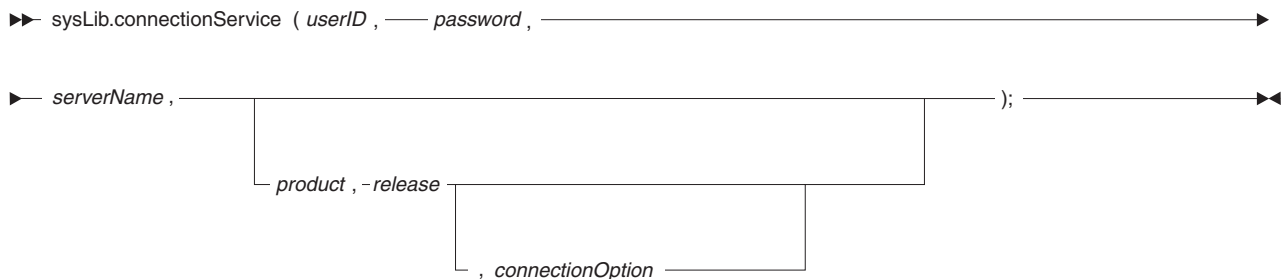 sysLib.connectionService ( userID , password ,
serverName , );
product , release
, connectionOption